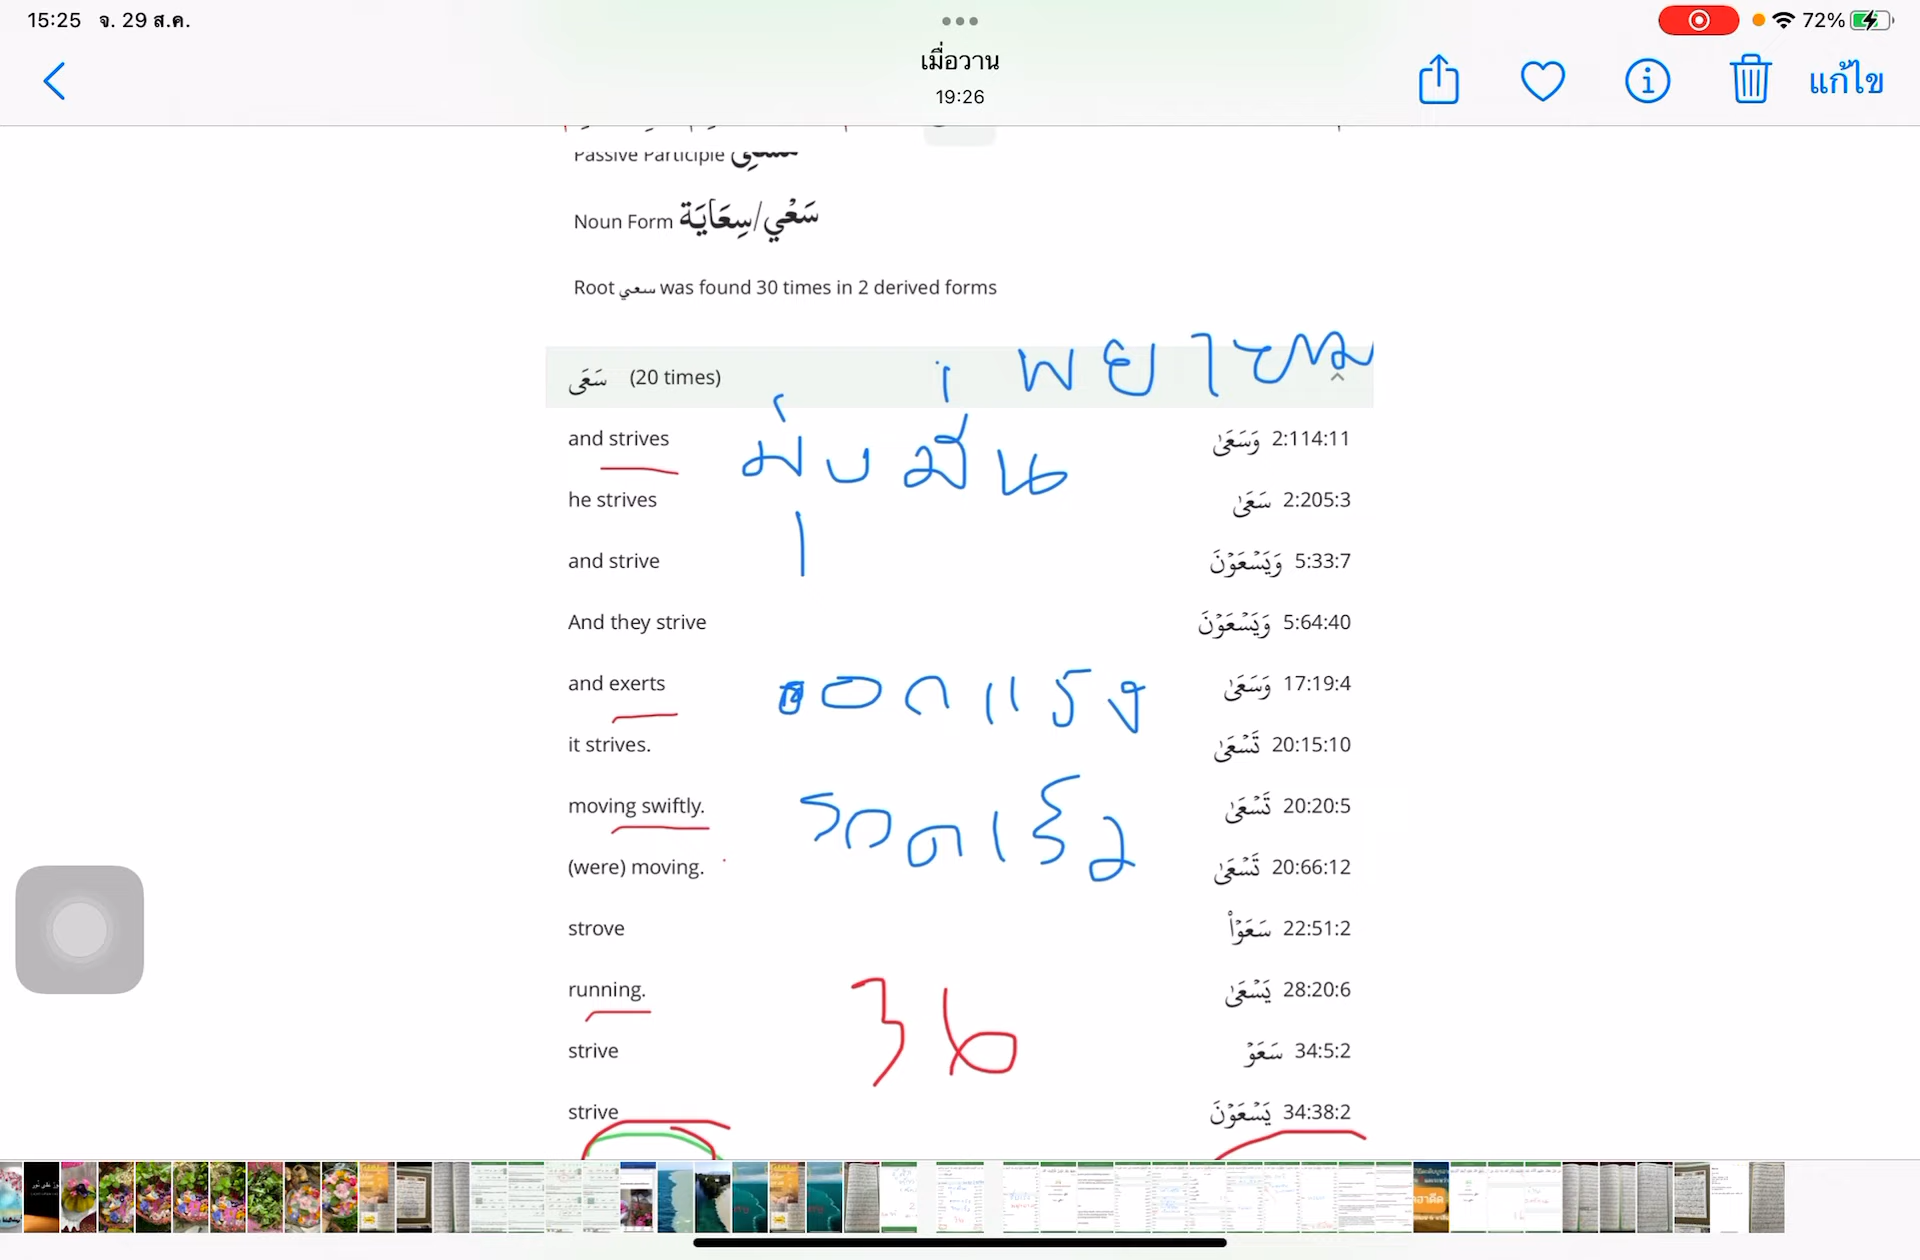 15:25 จ. 29 ส.ค.
72%
เมื่อวาน
19:26
แก้ไข
Passive Participle
Noun Form سَعْي/سِعَايَة
Root سعي was found 30 times in 2 derived forms
سَعَى (20 times)
พยายาม
and strives มุ่งมั่น وَسَعَىٰ 2:114:11
he strives سَعَىٰ 2:205:3
and strive وَيَسْعَوْنَ 5:33:7
And they strive وَيَسْعَوْنَ 5:64:40
and exerts ออกแรง وَسَعَىٰ 17:19:4
it strives. تَسْعَىٰ 20:15:10
moving swiftly. รวดเร็ว تَسْعَىٰ 20:20:5
(were) moving. تَسْعَىٰ 20:66:12
strove سَعَوْا۟ 22:51:2
running. يَسْعَىٰ 28:20:6
36
strive سَعَوْ 34:5:2
strive يَسْعَوْنَ 34:38:2